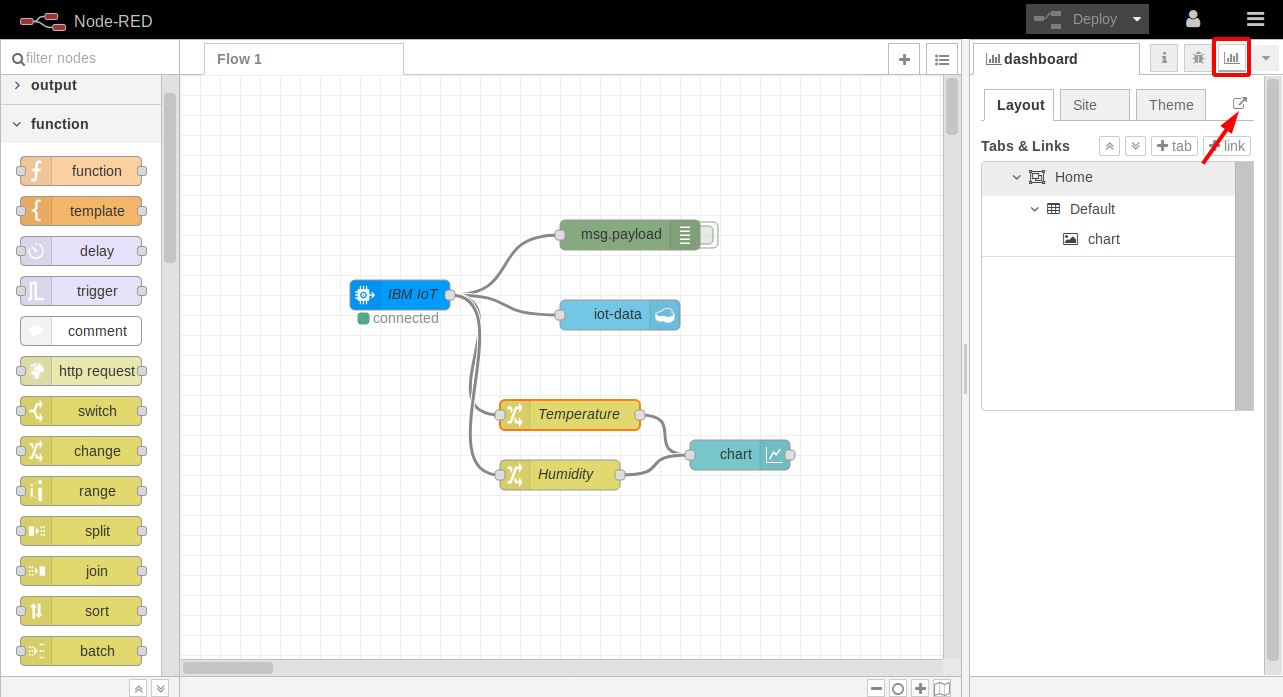 Node-RED
Deploy
filter nodes
output
function
function
template
delay
trigger
comment
http request
switch
change
range
split
join
sort
batch
Flow 1
msg.payload
IBM IoT
connected
iot-data
Temperature
Humidity
chart
dashboard
Layout
Site
Theme
Tabs & Links
tab
link
Home
Default
chart